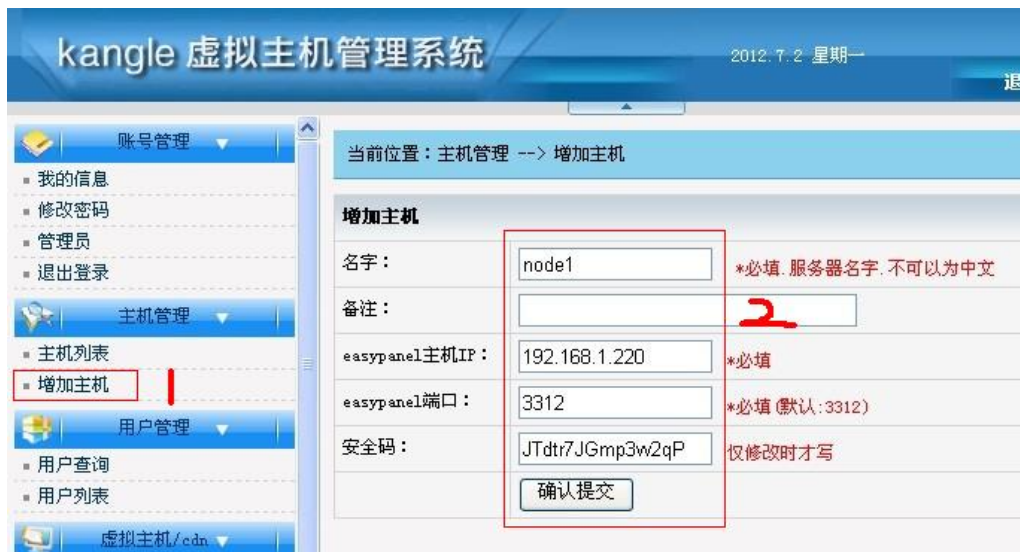 kangle 虚拟主机管理系统
2012.7.2 星期一
退
账号管理
我的信息
修改密码
管理员
退出登录
主机管理
主机列表
增加主机
1
用户管理
用户查询
用户列表
虚拟主机/cdn
当前位置：主机管理 --> 增加主机
增加主机
名字： node1 *必填.服务器名字.不可以为中文
备注： 2
easypanel主机IP： 192.168.1.220 *必填
easypanel端口： 3312 *必填(默认:3312)
安全码： JTdtr7JGmp3w2qP 仅修改时才写
确认提交